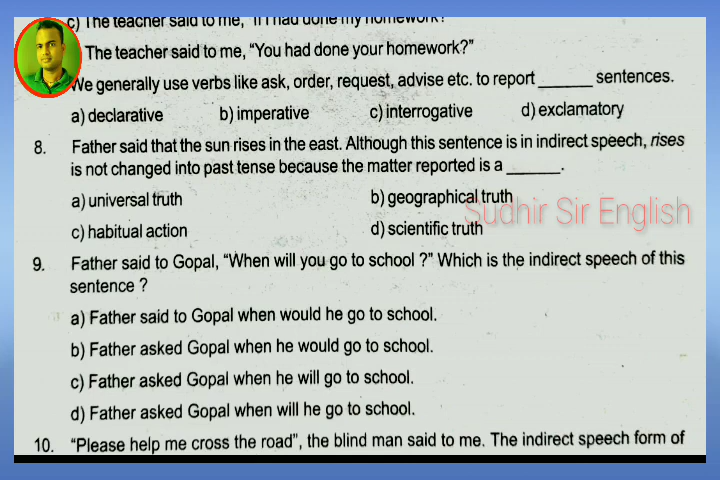 c) The teacher said to me, "If I had done my homework?"
The teacher said to me, "You had done your homework?"
We generally use verbs like ask, order, request, advise etc. to report ______ sentences.
a) declarative b) imperative c) interrogative d) exclamatory
8. Father said that the sun rises in the east. Although this sentence is in indirect speech, rises
is not changed into past tense because the matter reported is a ______.
a) universal truth b) geographical truth
Sudhir Sir English
c) habitual action d) scientific truth
9. Father said to Gopal, "When will you go to school ?" Which is the indirect speech of this
sentence ?
a) Father said to Gopal when would he go to school.
b) Father asked Gopal when he would go to school.
c) Father asked Gopal when he will go to school.
d) Father asked Gopal when will he go to school.
10. "Please help me cross the road", the blind man said to me. The indirect speech form of